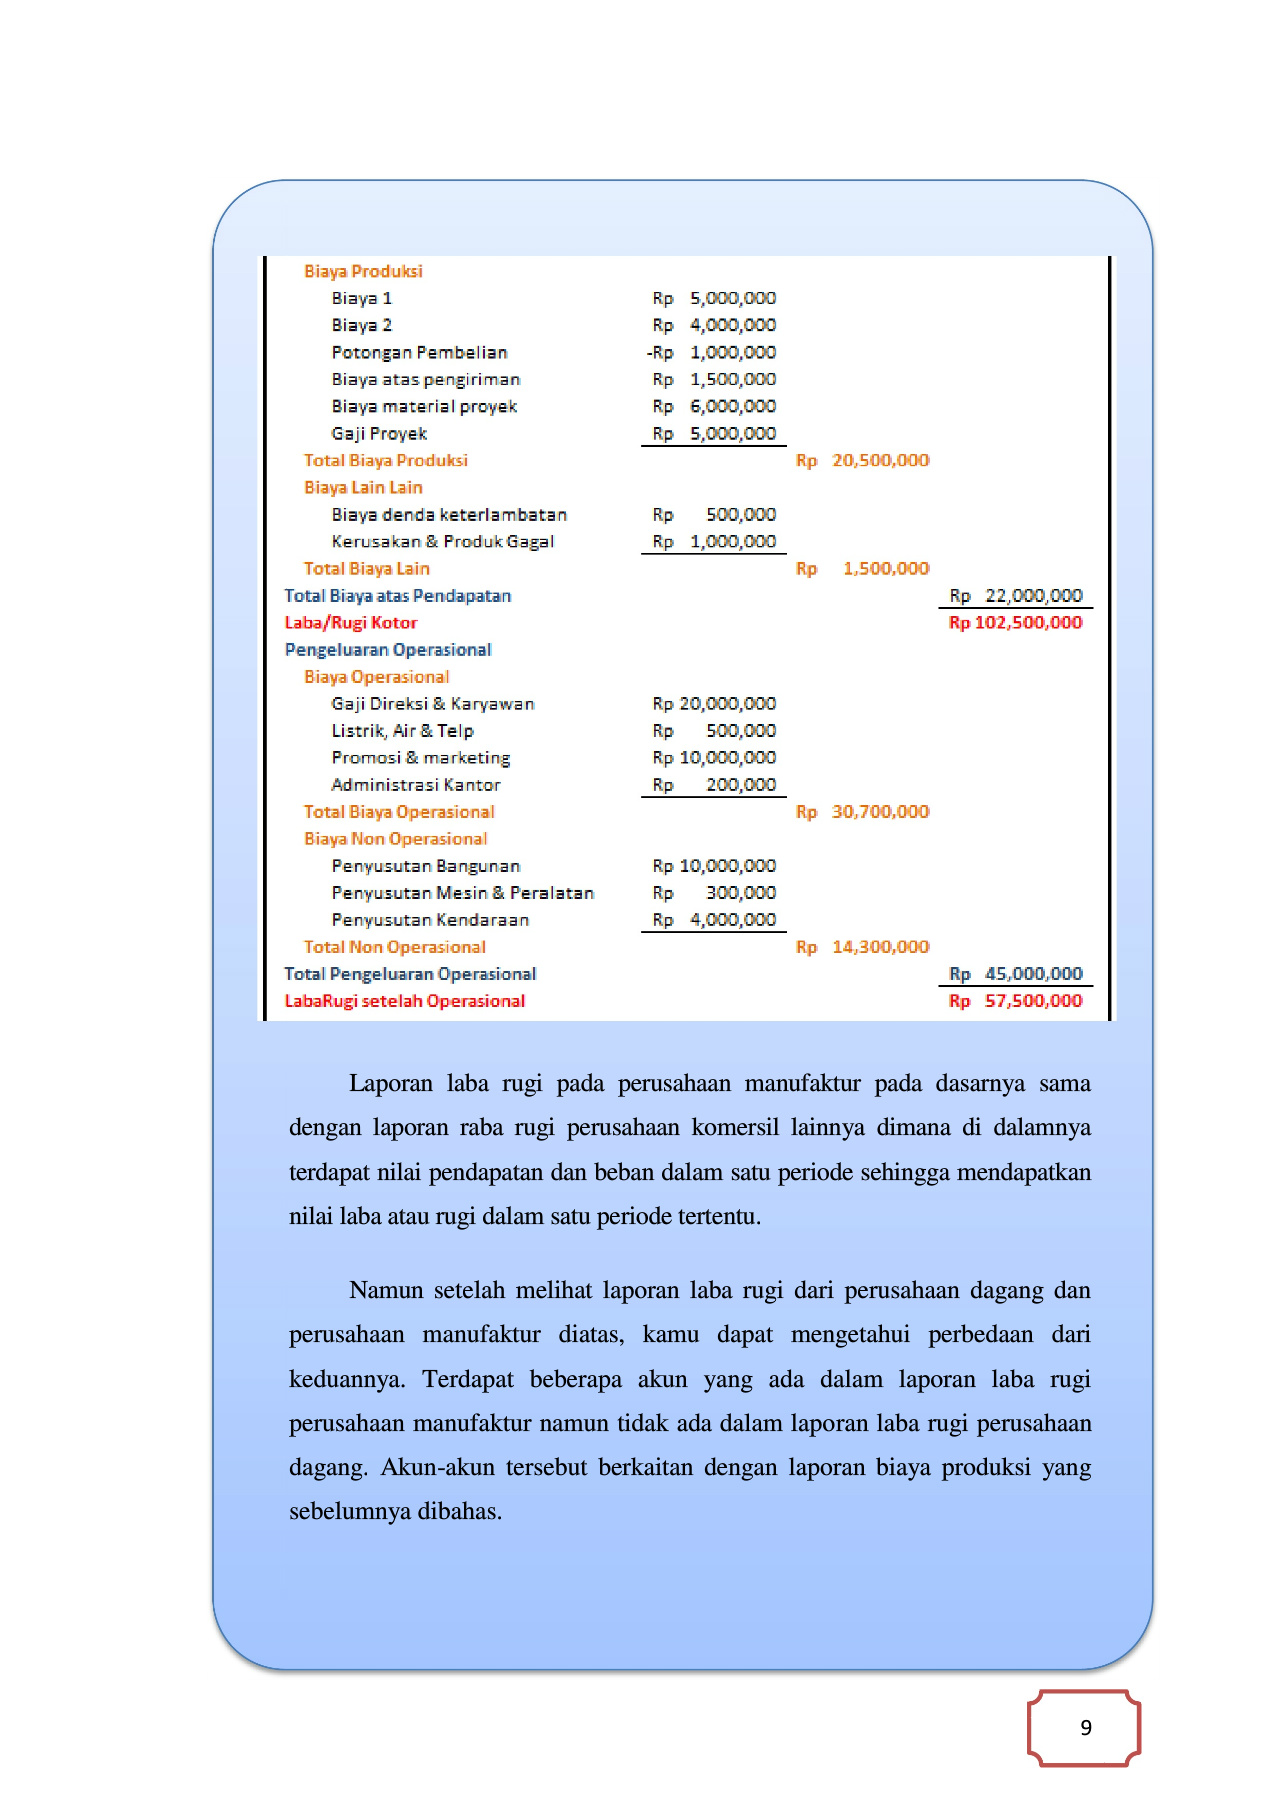 Biaya Produksi
Biaya 1 Rp 5,000,000
Biaya 2 Rp 4,000,000
Potongan Pembelian -Rp 1,000,000
Biaya atas pengiriman Rp 1,500,000
Biaya material proyek Rp 6,000,000
Gaji Proyek Rp 5,000,000
Total Biaya Produksi Rp 20,500,000
Biaya Lain Lain
Biaya denda keterlambatan Rp 500,000
Kerusakan & Produk Gagal Rp 1,000,000
Total Biaya Lain Rp 1,500,000
Total Biaya atas Pendapatan Rp 22,000,000
Laba/Rugi Kotor Rp 102,500,000
Pengeluaran Operasional
Biaya Operasional
Gaji Direksi & Karyawan Rp 20,000,000
Listrik, Air & Telp Rp 500,000
Promosi & marketing Rp 10,000,000
Administrasi Kantor Rp 200,000
Total Biaya Operasional Rp 30,700,000
Biaya Non Operasional
Penyusutan Bangunan Rp 10,000,000
Penyusutan Mesin & Peralatan Rp 300,000
Penyusutan Kendaraan Rp 4,000,000
Total Non Operasional Rp 14,300,000
Total Pengeluaran Operasional Rp 45,000,000
LabaRugi setelah Operasional Rp 57,500,000
Laporan laba rugi pada perusahaan manufaktur pada dasarnya sama
dengan laporan raba rugi perusahaan komersil lainnya dimana di dalamnya
terdapat nilai pendapatan dan beban dalam satu periode sehingga mendapatkan
nilai laba atau rugi dalam satu periode tertentu.
Namun setelah melihat laporan laba rugi dari perusahaan dagang dan
perusahaan manufaktur diatas, kamu dapat mengetahui perbedaan dari
keduannya. Terdapat beberapa akun yang ada dalam laporan laba rugi
perusahaan manufaktur namun tidak ada dalam laporan laba rugi perusahaan
dagang. Akun-akun tersebut berkaitan dengan laporan biaya produksi yang
sebelumnya dibahas.
9